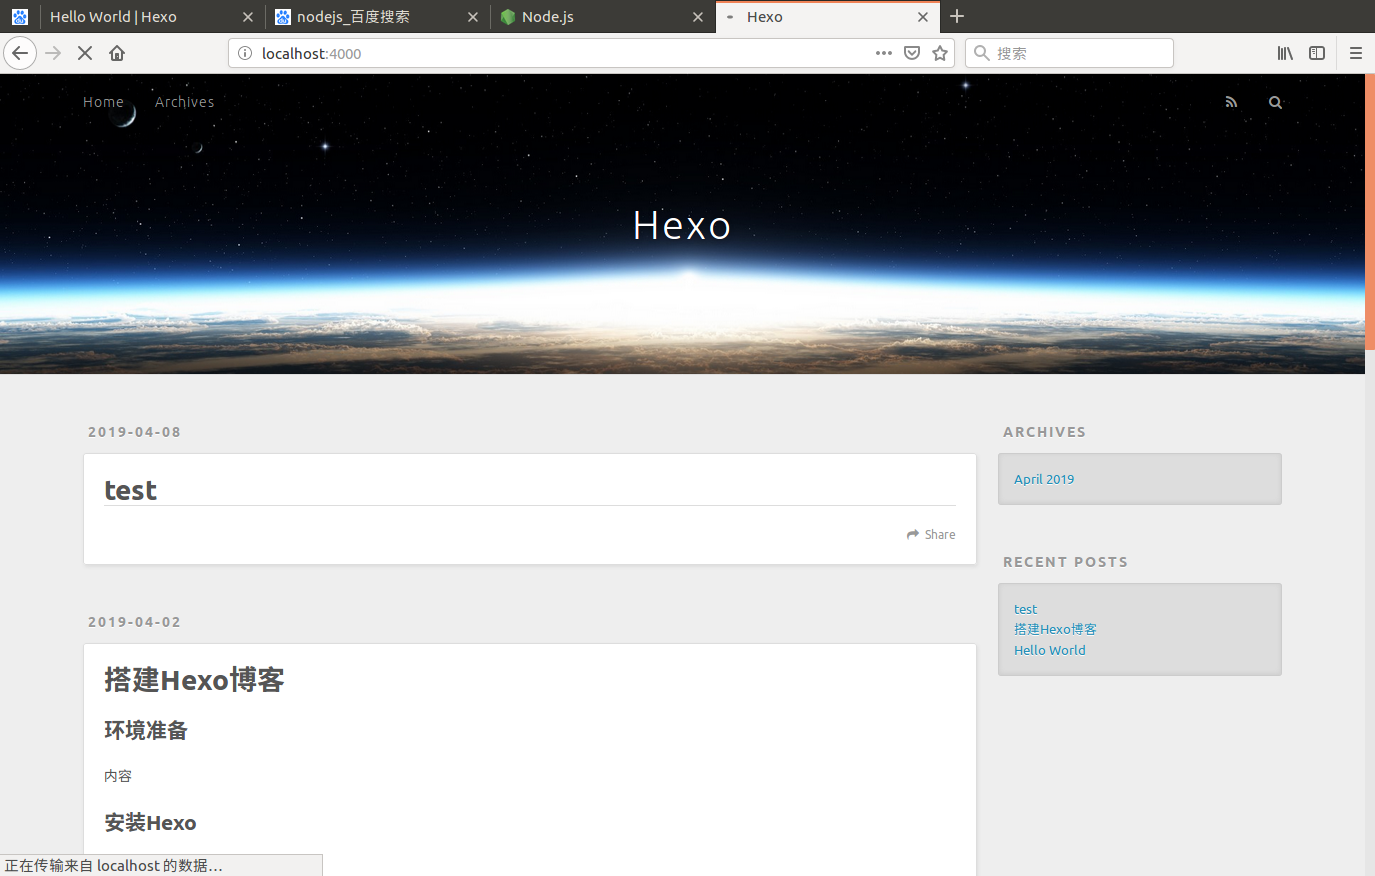 Hello World | Hexo
nodejs_百度搜索
Node.js
Hexo
localhost:4000
搜索
Home
Archives
Hexo
2019-04-08
test
Share
2019-04-02
搭建Hexo博客
环境准备
内容
安装Hexo
ARCHIVES
April 2019
RECENT POSTS
test
搭建Hexo博客
Hello World
正在传输来自 localhost 的数据…